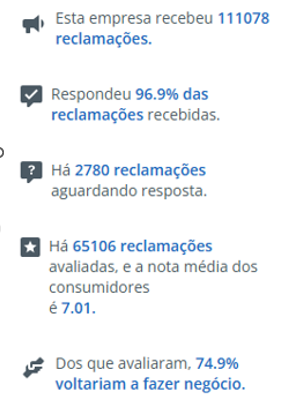 Esta empresa recebeu 111078
reclamações.
Respondeu 96.9% das
reclamações recebidas.
Há 2780 reclamações
aguardando resposta.
Há 65106 reclamações
avaliadas, e a nota média dos
consumidores
é 7.01.
Dos que avaliaram, 74.9%
voltariam a fazer negócio.